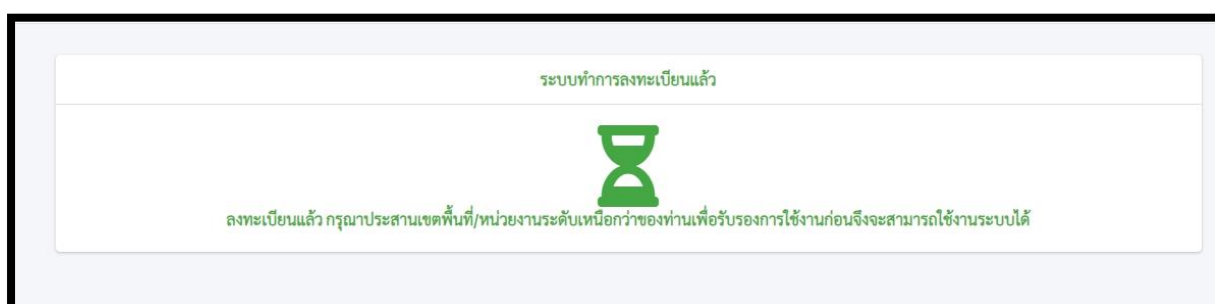 ระบบทำการลงทะเบียนแล้ว
ลงทะเบียนแล้ว กรุณาประสานเขตพื้นที่/หน่วยงานระดับเหนือกว่าของท่านเพื่อรับรองการใช้งานก่อนจึงจะสามารถใช้งานระบบได้